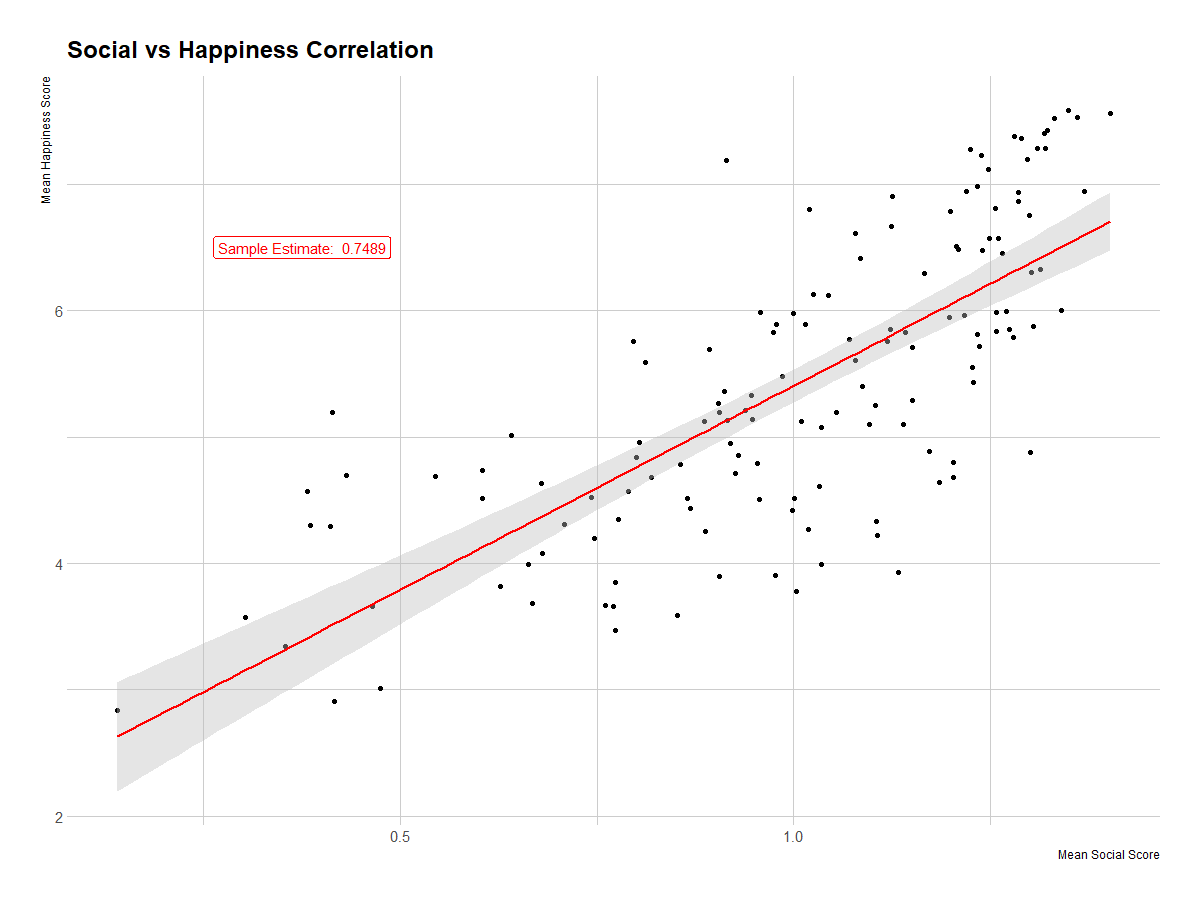 Social vs Happiness Correlation
Mean Happiness Score
Sample Estimate:  0.7489
6
4
2
0.5
1.0
Mean Social Score